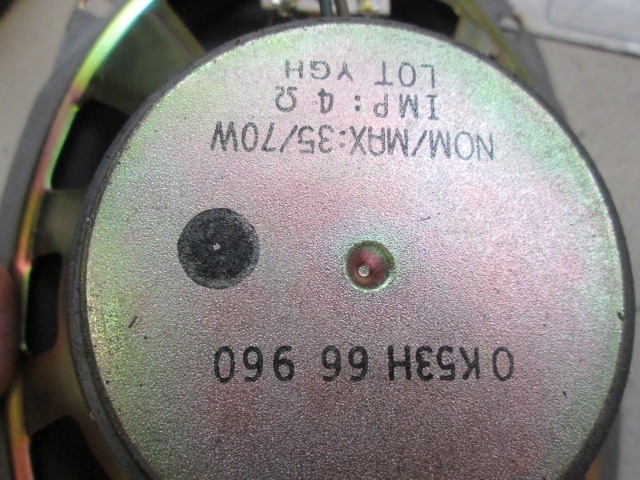 0K53H 66 960
NOM/MAX:35/70W
IMP: 4 Ω
LOT YGH